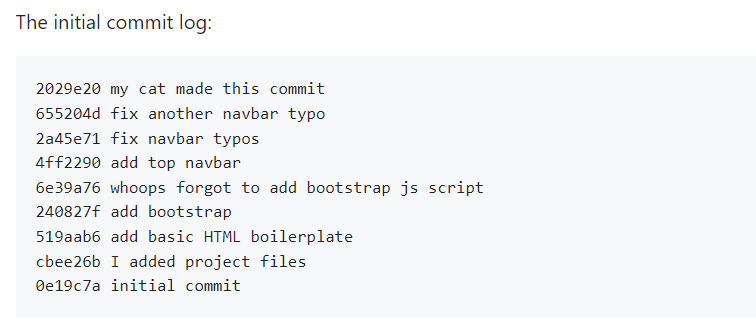 The initial commit log:
2029e20 my cat made this commit
655204d fix another navbar typo
2a45e71 fix navbar typos
4ff2290 add top navbar
6e39a76 whoops forgot to add bootstrap js script
240827f add bootstrap
519aab6 add basic HTML boilerplate
cbee26b I added project files
0e19c7a initial commit